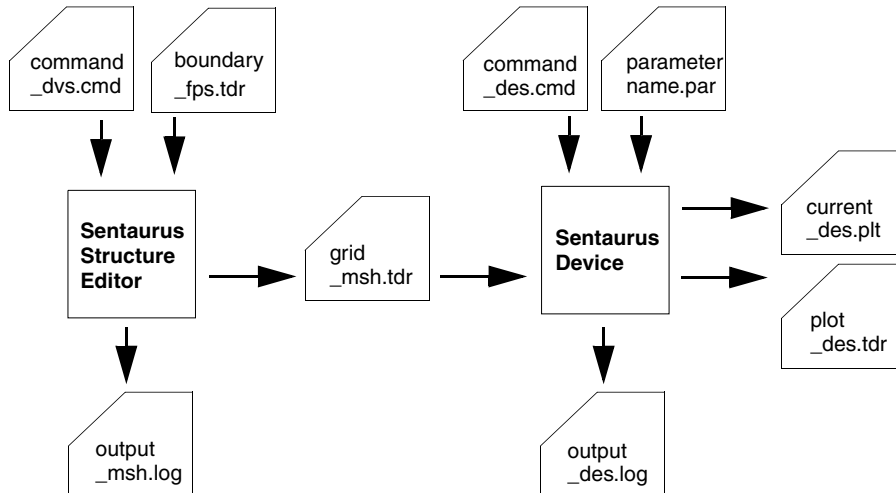 command
_dvs.cmd
boundary
_fps.tdr
command
_des.cmd
parameter
name.par
Sentaurus
Structure
Editor
grid
_msh.tdr
Sentaurus
Device
current
_des.plt
plot
_des.tdr
output
_msh.log
output
_des.log